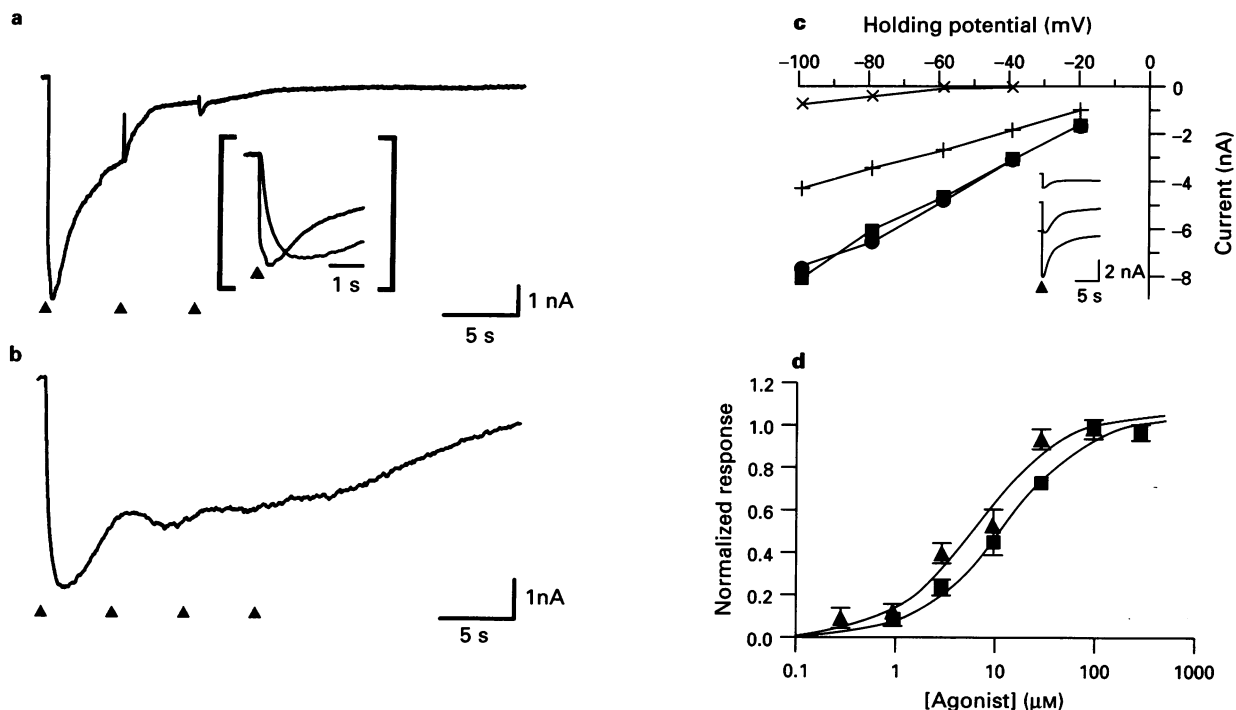 a
1 s
1 nA
5 s
b
1nA
5 s
c
Holding potential (mV)
−100 −80 −60 −40 −20 0
0
−2
−4
−6
−8
Current (nA)
2 nA
5 s
d
1.2
1.0
0.8
0.6
0.4
0.2
0.0
Normalized response
0.1 1 10 100 1000
[Agonist] (μM)